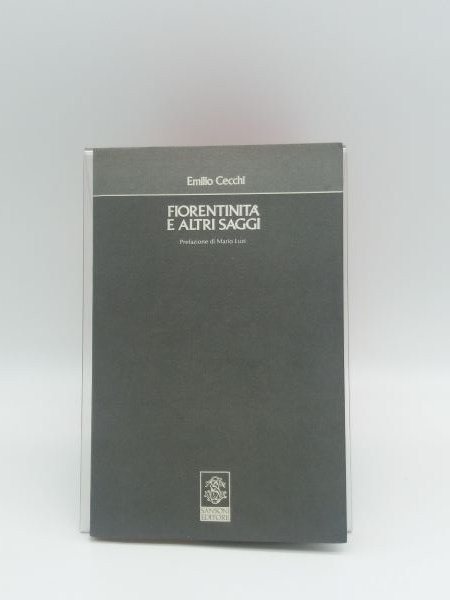 Emilio Cecchi
FIORENTINITÀ
E ALTRI SAGGI
Prefazione di Mario Luzi
SANSONI
EDITORE